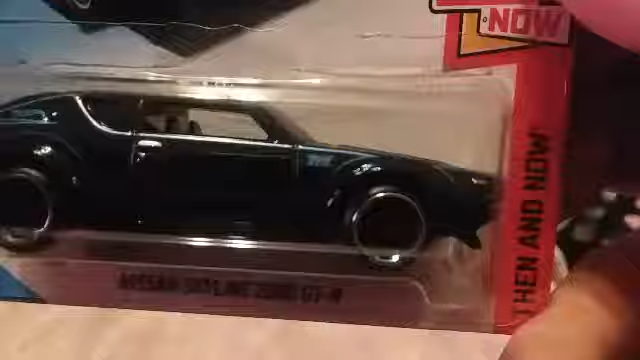 NOW
THEN AND NOW
NISSAN SKYLINE 2000 GT-R